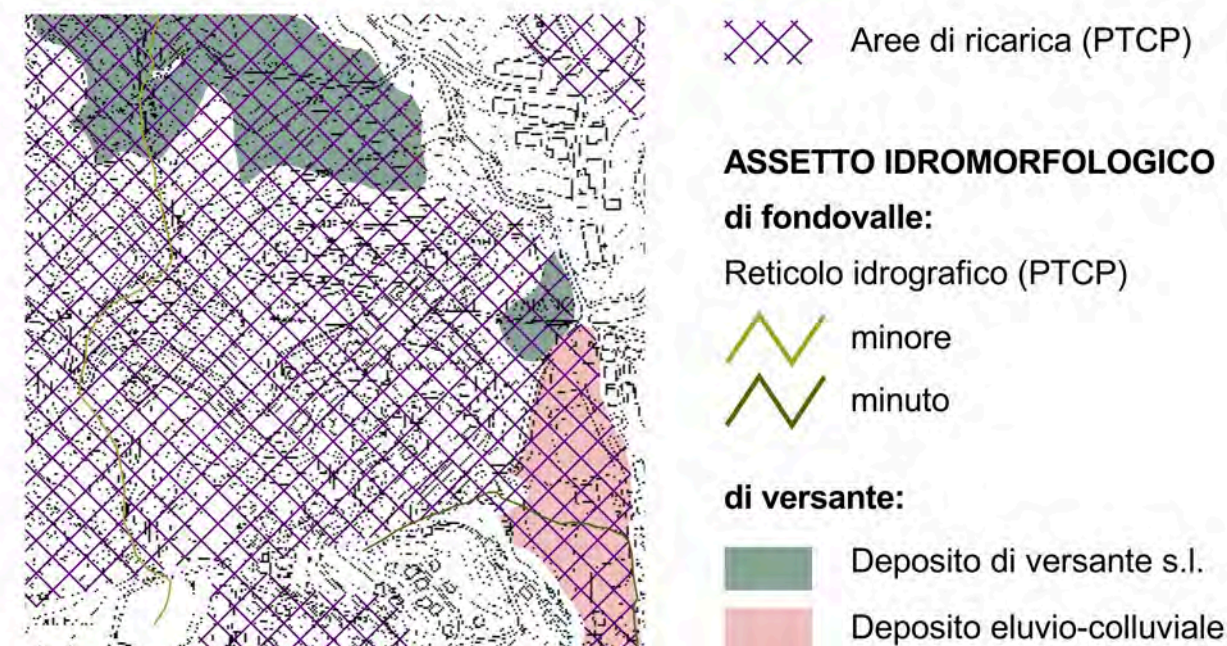 Aree di ricarica (PTCP)
ASSETTO IDROMORFOLOGICO
di fondovalle:
Reticolo idrografico (PTCP)
minore
minuto
di versante:
Deposito di versante s.l.
Deposito eluvio-colluviale